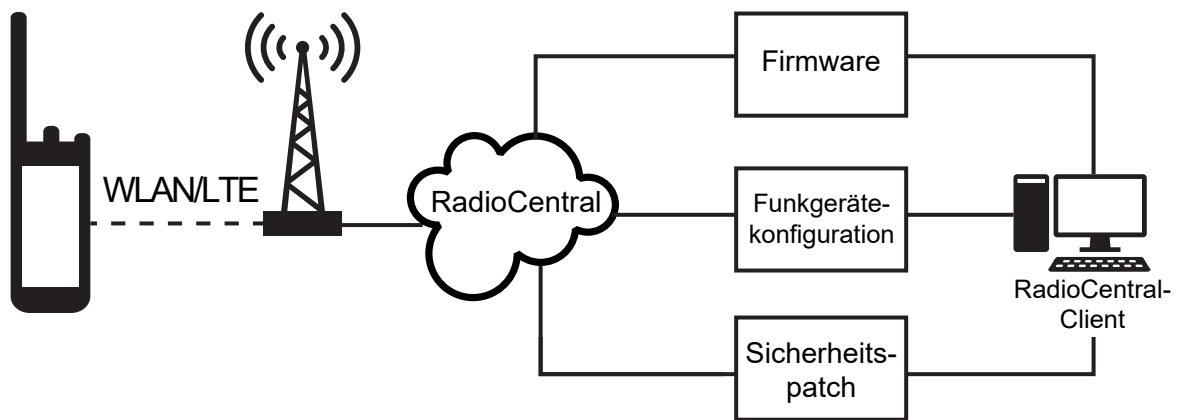 WLAN/LTE
RadioCentral
Firmware
Funkgeräte-
konfiguration
Sicherheits-
patch
RadioCentral-
Client